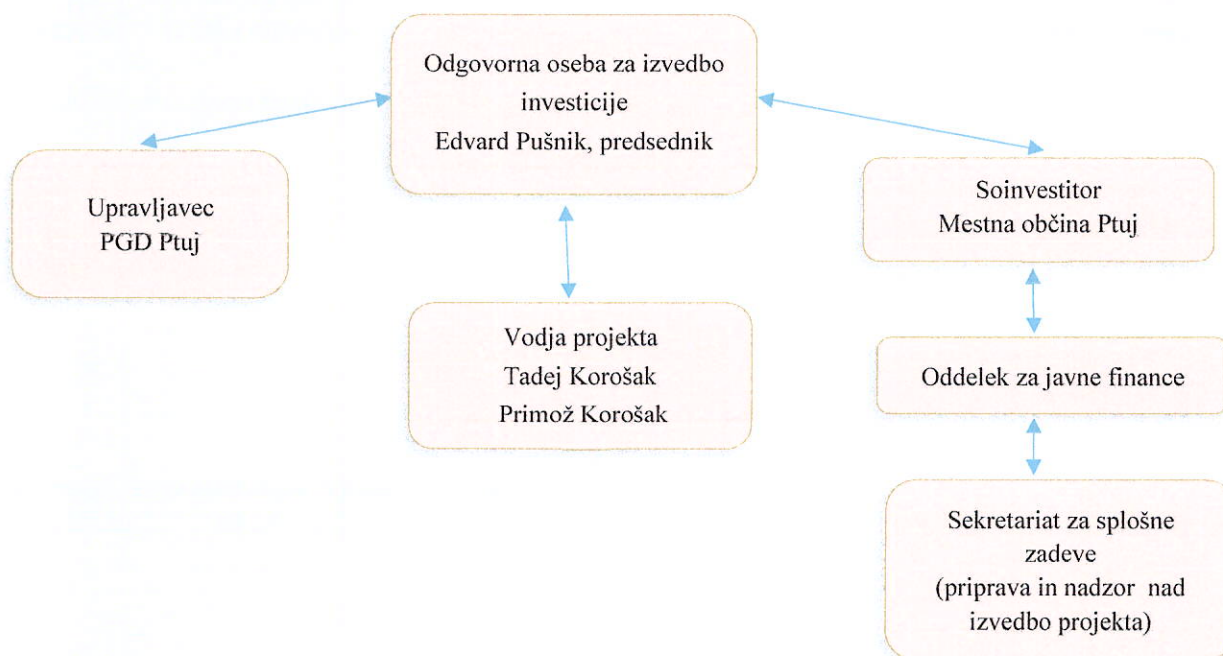 Odgovorna oseba za izvedbo
investicije
Edvard Pušnik, predsednik
Upravljavec
PGD Ptuj
Soinvestitor
Mestna občina Ptuj
Vodja projekta
Tadej Korošak
Primož Korošak
Oddelek za javne finance
Sekretariat za splošne
zadeve
(priprava in nadzor nad
izvedbo projekta)